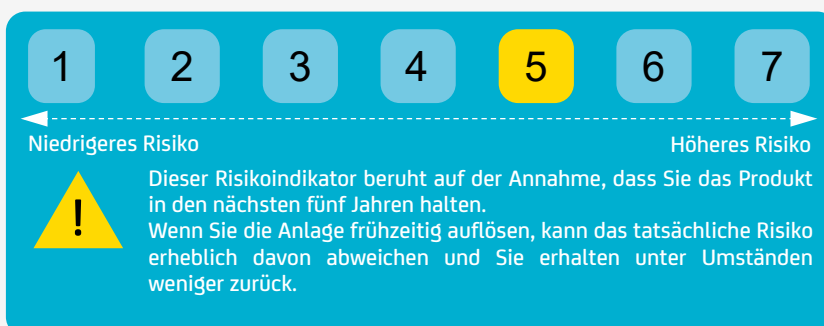 1 2 3 4 5 6 7
Niedrigeres Risiko Höheres Risiko
!
Dieser Risikoindikator beruht auf der Annahme, dass Sie das Produkt
in den nächsten fünf Jahren halten.
Wenn Sie die Anlage frühzeitig auflösen, kann das tatsächliche Risiko
erheblich davon abweichen und Sie erhalten unter Umständen
weniger zurück.